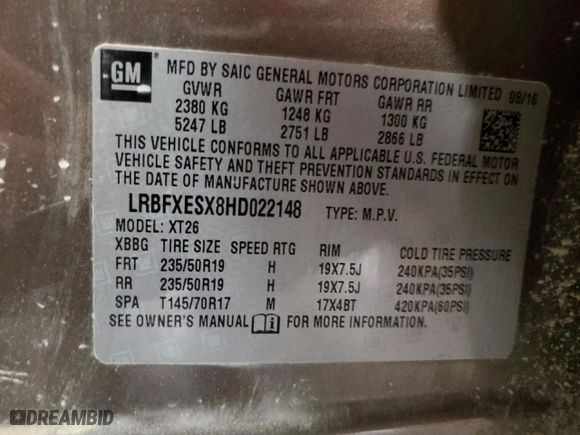 GM
MFD BY SAIC GENERAL MOTORS CORPORATION LIMITED 08/16
GVWR GAWR FRT GAWR RR
2380 KG 1248 KG 1300 KG
5247 LB 2751 LB 2866 LB
THIS VEHICLE CONFORMS TO ALL APPLICABLE U.S. FEDERAL MOTOR
VEHICLE SAFETY AND THEFT PREVENTION STANDARDS IN EFFECT ON
THE DATE OF MANUFACTURE SHOWN ABOVE.
LRBFXESX8HD022148 TYPE: M.P.V.
MODEL: XT26
XBBG TIRE SIZE SPEED RTG RIM COLD TIRE PRESSURE
FRT 235/50R19 H 19X7.5J 240KPA(35PSI)
RR 235/50R19 H 19X7.5J 240KPA(35PSI)
SPA T145/70R17 M 17X4BT 420KPA(60PSI)
SEE OWNER'S MANUAL FOR MORE INFORMATION.
DREAMBID